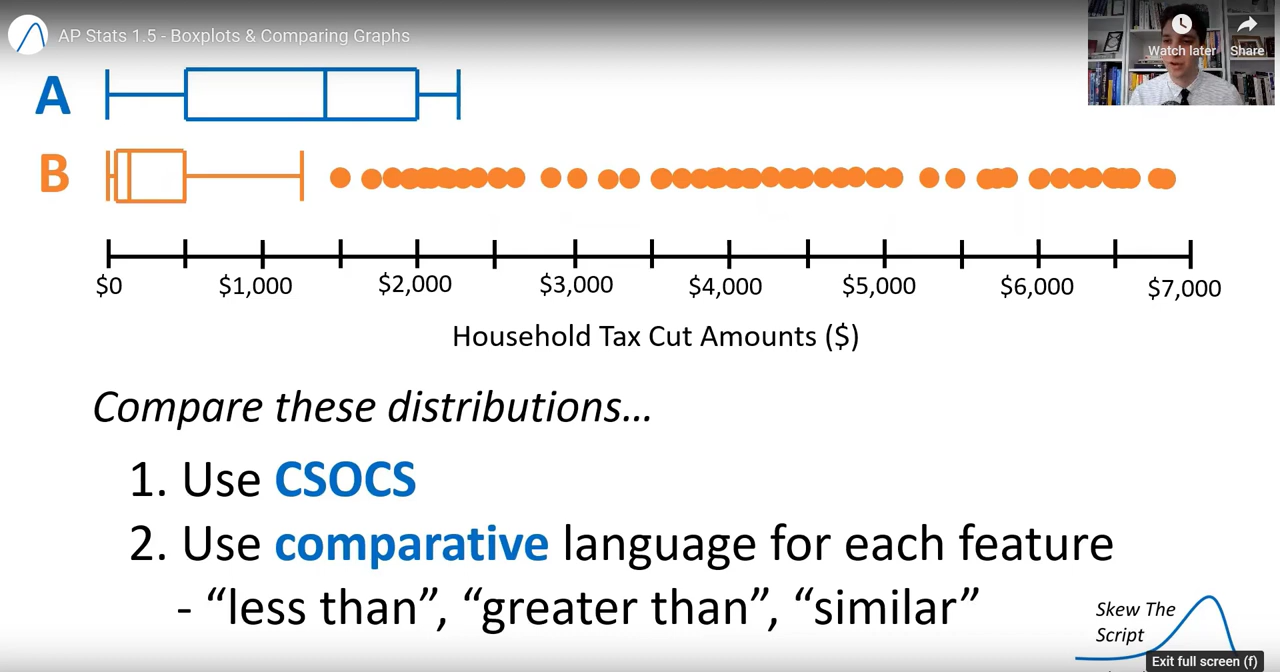 AP Stats 1.5 - Boxplots & Comparing Graphs
Watch later
Share
A
B
$0 $1,000 $2,000 $3,000 $4,000 $5,000 $6,000 $7,000
Household Tax Cut Amounts ($)
Compare these distributions...
1. Use CSOCS
2. Use comparative language for each feature
- “less than”, “greater than”, “similar”
Skew The
Script
Exit full screen (f)